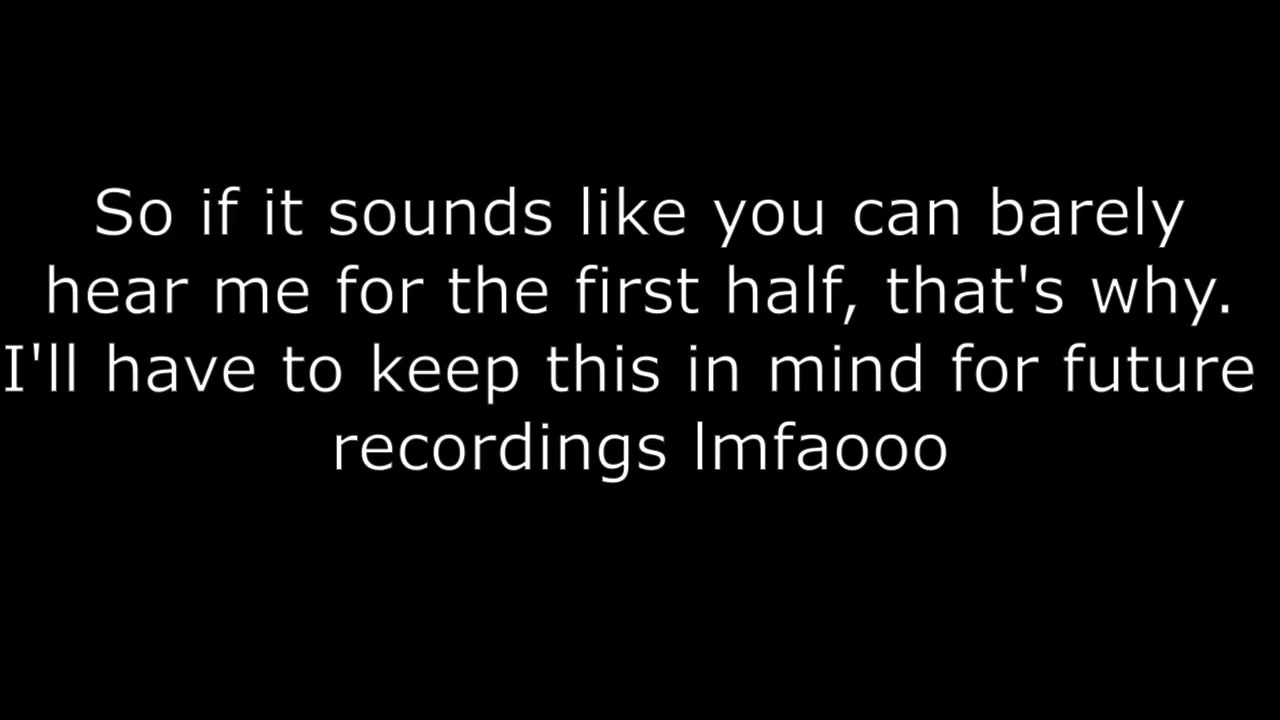 So if it sounds like you can barely
hear me for the first half, that's why.
I'll have to keep this in mind for future
recordings lmfaooo